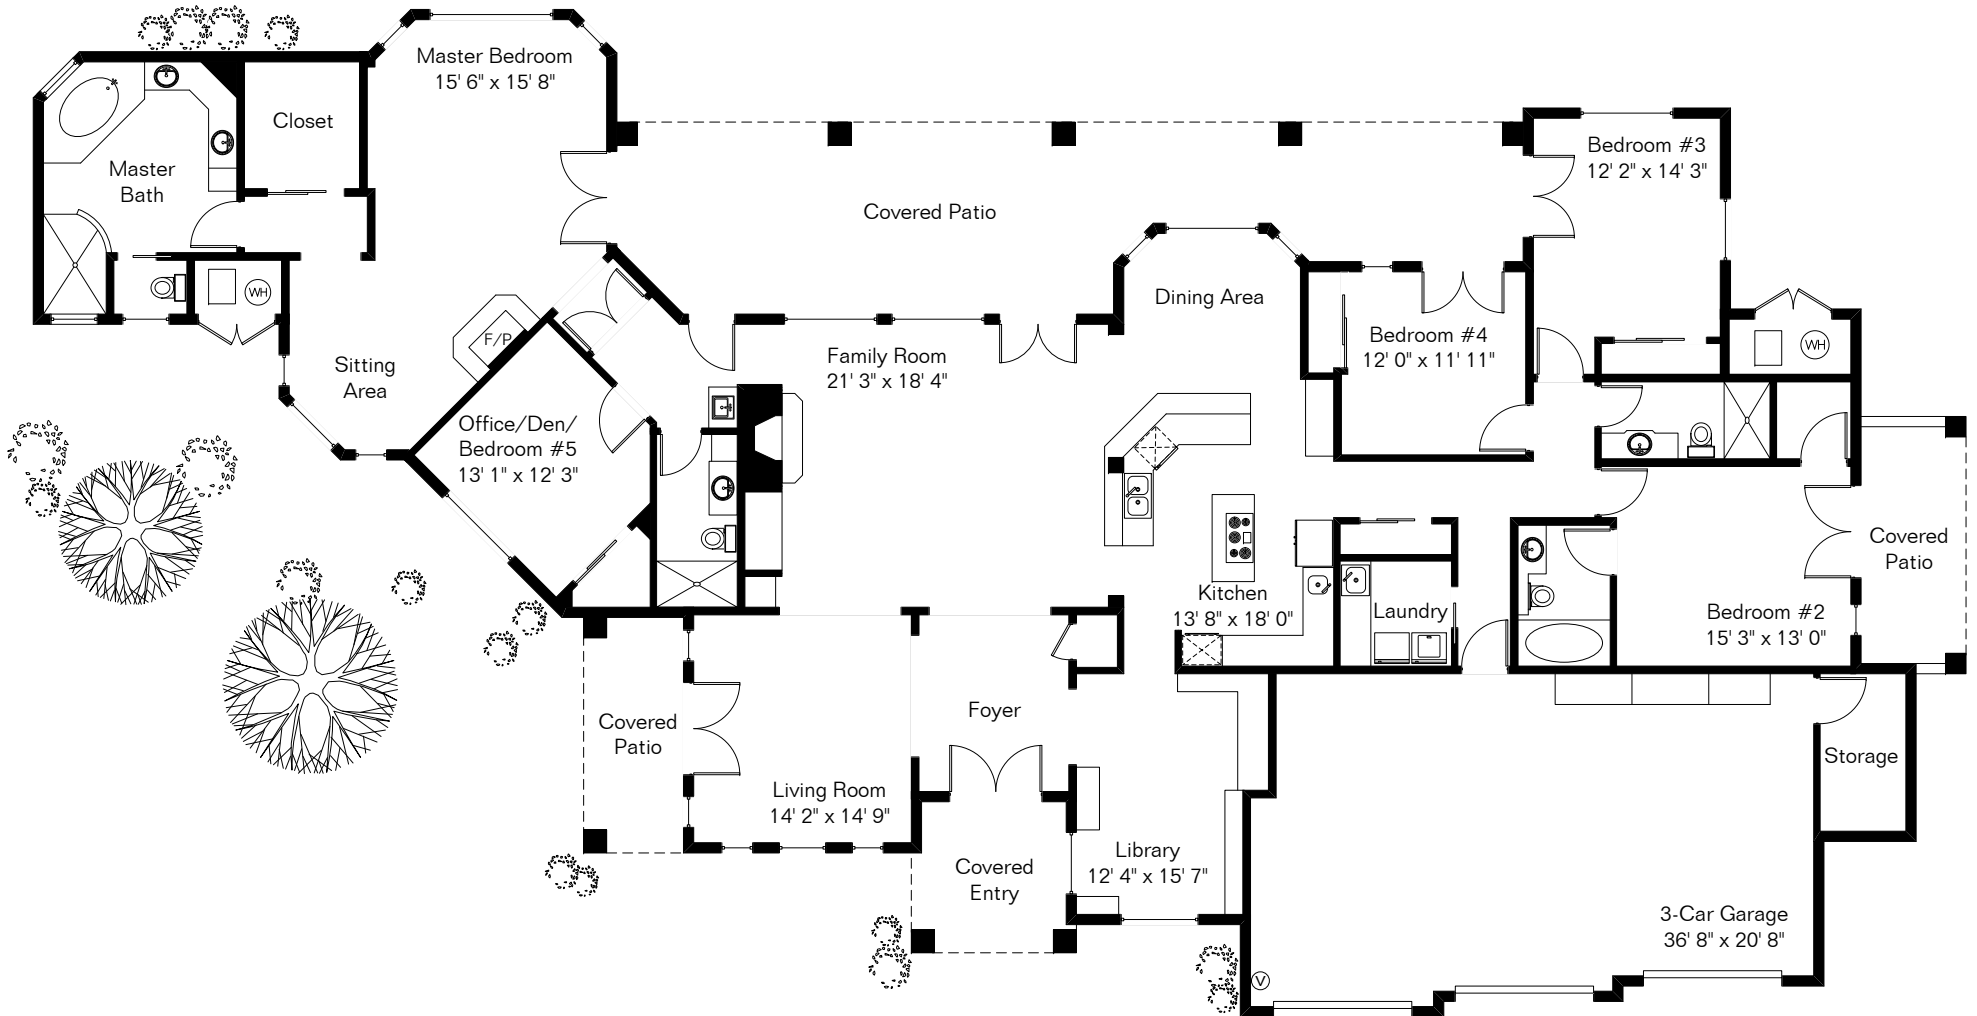 Master Bedroom
15' 6" x 15' 8"
Closet
Master
Bath
WH
Covered Patio
Bedroom #3
12' 2" x 14' 3"
Dining Area
Bedroom #4
12' 0" x 11' 11"
WH
F/P
Sitting
Area
Family Room
21' 3" x 18' 4"
Office/Den/
Bedroom #5
13' 1" x 12' 3"
Covered
Patio
Kitchen
13' 8" x 18' 0"
Laundry
Bedroom #2
15' 3" x 13' 0"
Covered
Patio
Foyer
Storage
Living Room
14' 2" x 14' 9"
Covered
Entry
Library
12' 4" x 15' 7"
3-Car Garage
36' 8" x 20' 8"
V